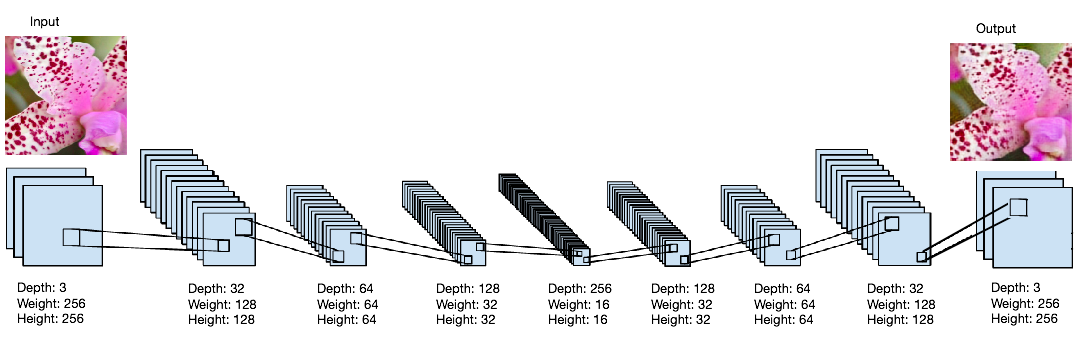 Input
Output
Depth: 3
Weight: 256
Height: 256
Depth: 32
Weight: 128
Height: 128
Depth: 64
Weight: 64
Height: 64
Depth: 128
Weight: 32
Height: 32
Depth: 256
Weight: 16
Height: 16
Depth: 128
Weight: 32
Height: 32
Depth: 64
Weight: 64
Height: 64
Depth: 32
Weight: 128
Height: 128
Depth: 3
Weight: 256
Height: 256